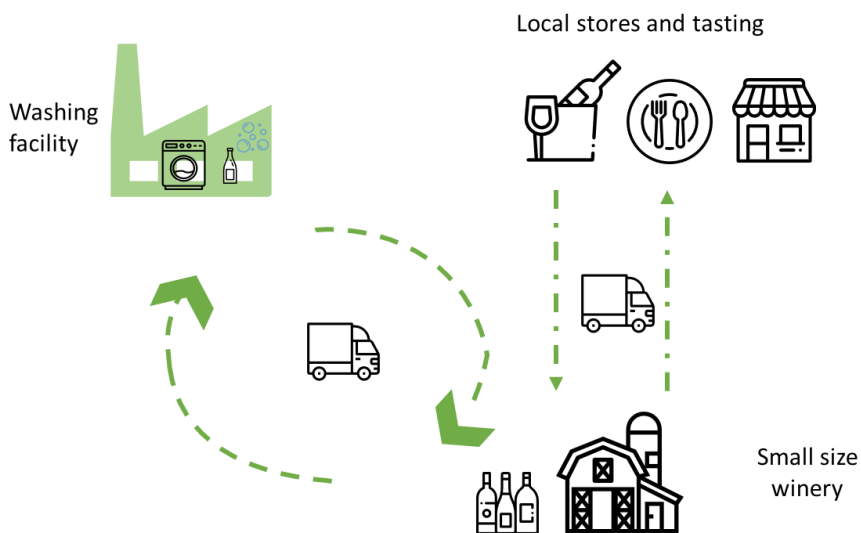 Local stores and tasting
Washing
facility
Small size
winery